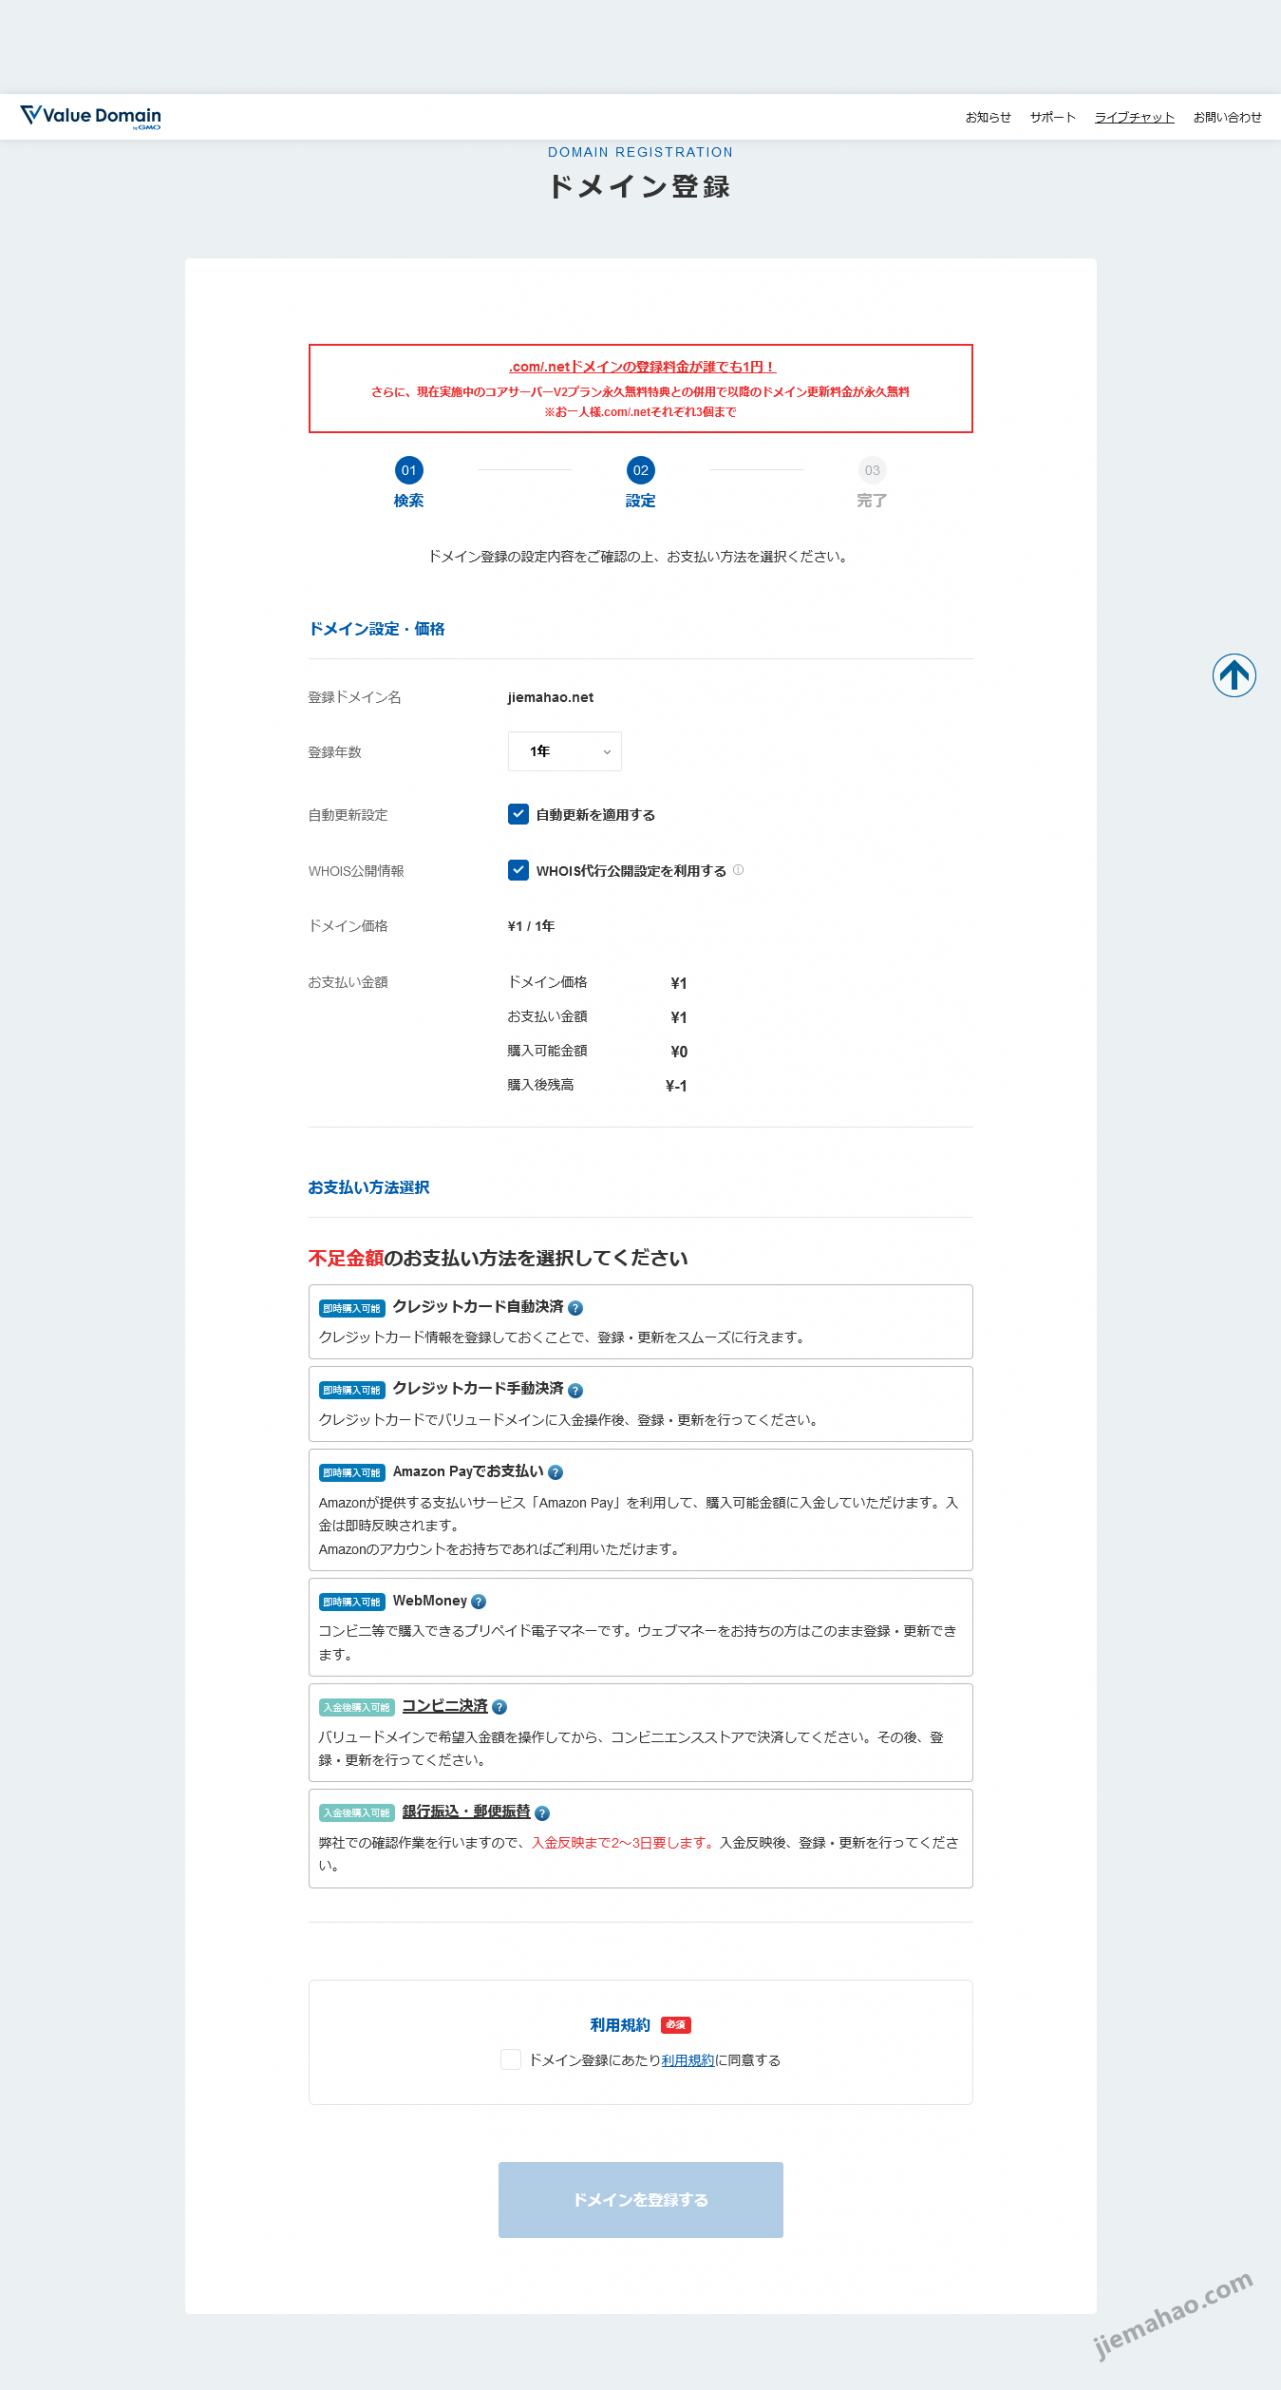 Value Domain
by GMO
お知らせ サポート ライブチャット お問い合わせ
DOMAIN REGISTRATION
ドメイン登録
.com/.netドメインの登録料金が誰でも1円！
さらに、現在実施中のコアサーバーV2プラン永久無料特典との併用で以降のドメイン更新料金が永久無料
※お一人様.com/.netそれぞれ3個まで
01 02 03
検索 設定 完了
ドメイン登録の設定内容をご確認の上、お支払い方法を選択ください。
ドメイン設定・価格
登録ドメイン名 jiemahao.net
登録年数 1年
自動更新設定 自動更新を適用する
WHOIS公開情報 WHOIS代行公開設定を利用する
ドメイン価格 ¥1 / 1年
お支払い金額 ドメイン価格 ¥1
お支払い金額 ¥1
購入可能金額 ¥0
購入後残高 ¥-1
お支払い方法選択
不足金額のお支払い方法を選択してください
即時購入可能 クレジットカード自動決済 ?
クレジットカード情報を登録しておくことで、登録・更新をスムーズに行えます。
即時購入可能 クレジットカード手動決済 ?
クレジットカードでバリュードメインに入金操作後、登録・更新を行ってください。
即時購入可能 Amazon Payでお支払い ?
Amazonが提供する支払いサービス「Amazon Pay」を利用して、購入可能金額に入金していただけます。入
金は即時反映されます。
Amazonのアカウントをお持ちであればご利用いただけます。
即時購入可能 WebMoney ?
コンビニ等で購入できるプリペイド電子マネーです。ウェブマネーをお持ちの方はこのまま登録・更新でき
ます。
入金後購入可能 コンビニ決済 ?
バリュードメインで希望入金額を操作してから、コンビニエンスストアで決済してください。その後、登
録・更新を行ってください。
入金後購入可能 銀行振込・郵便振替 ?
弊社での確認作業を行いますので、入金反映まで2～3日要します。入金反映後、登録・更新を行ってくださ
い。
利用規約 必須
ドメイン登録にあたり利用規約に同意する
ドメインを登録する
jiemahao.com